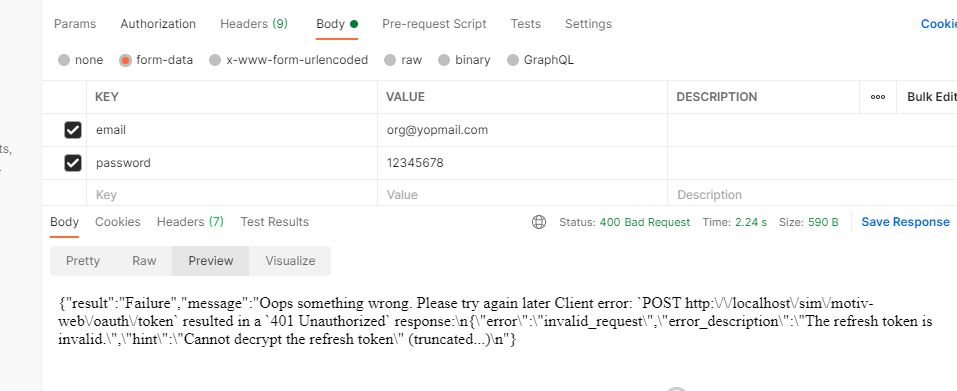 Params Authorization Headers (9) Body Pre-request Script Tests Settings Cookie
none form-data x-www-form-urlencoded raw binary GraphQL
KEY VALUE DESCRIPTION ooo Bulk Edit
email org@yopmail.com
ts,
password 12345678
Key Value Description
Body Cookies Headers (7) Test Results Status: 400 Bad Request Time: 2.24 s Size: 590 B Save Response
Pretty Raw Preview Visualize
{"result":"Failure","message":"Oops something wrong. Please try again later Client error: `POST http:\/\/localhost\/sim\/motiv-
web\/oauth\/token` resulted in a `401 Unauthorized` response:\n{\"error\":\"invalid_request\",\"error_description\":\"The refresh token is
invalid.\",\"hint\":\"Cannot decrypt the refresh token\" (truncated...)\n"}